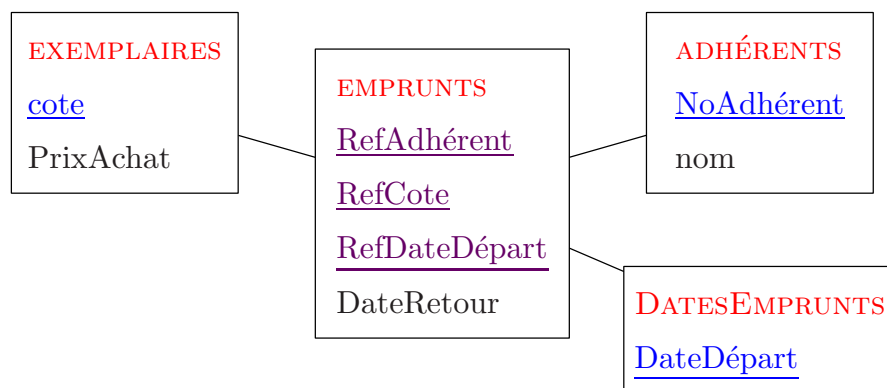 EXEMPLAIRES
cote
PrixAchat
EMPRUNTS
RefAdhérent
RefCote
RefDateDépart
DateRetour
ADHÉRENTS
NoAdhérent
nom
DATESEMPRUNTS
DateDépart